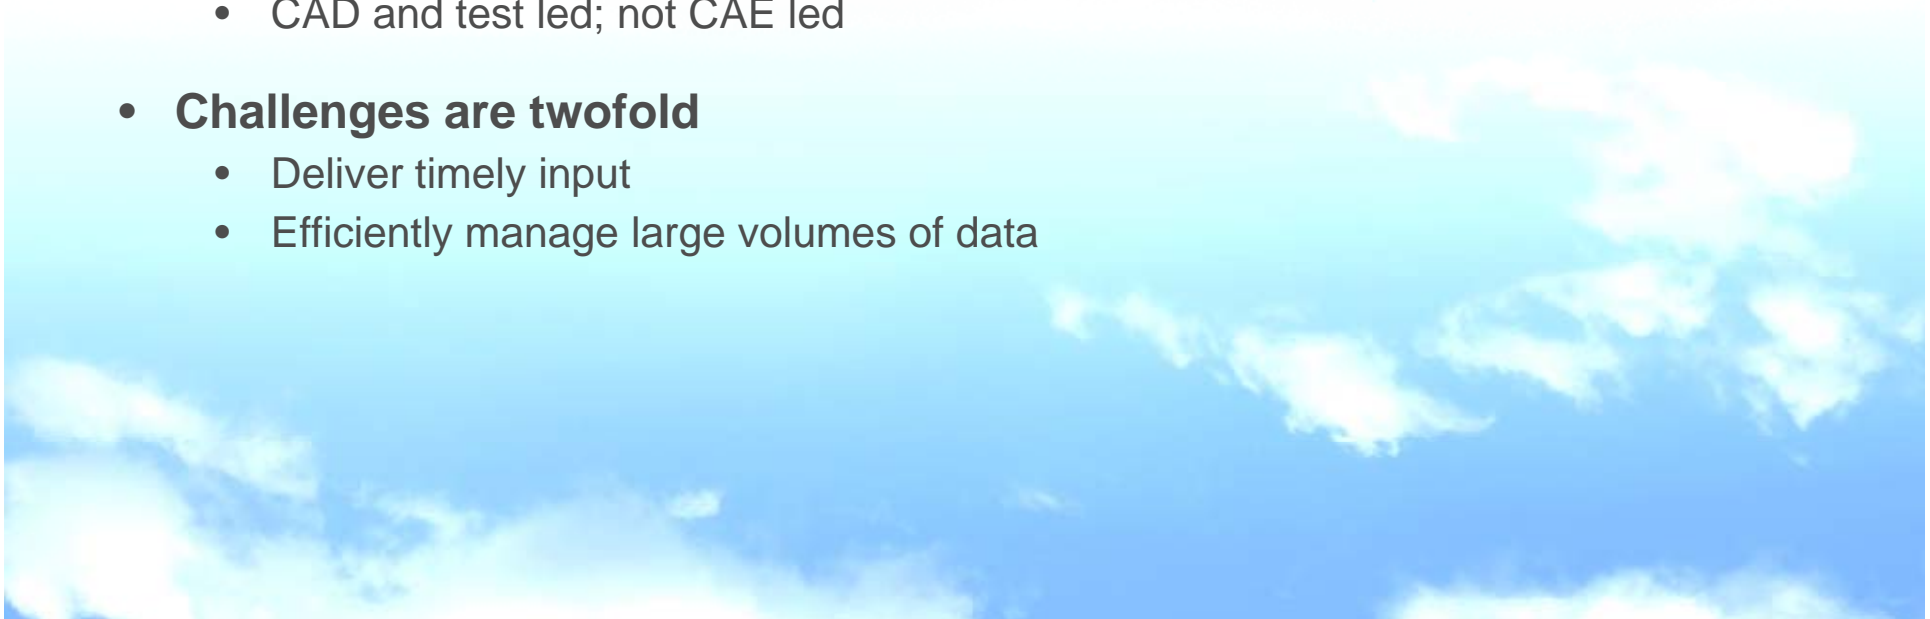 • CAD and test led; not CAE led
• Challenges are twofold
• Deliver timely input
• Efficiently manage large volumes of data